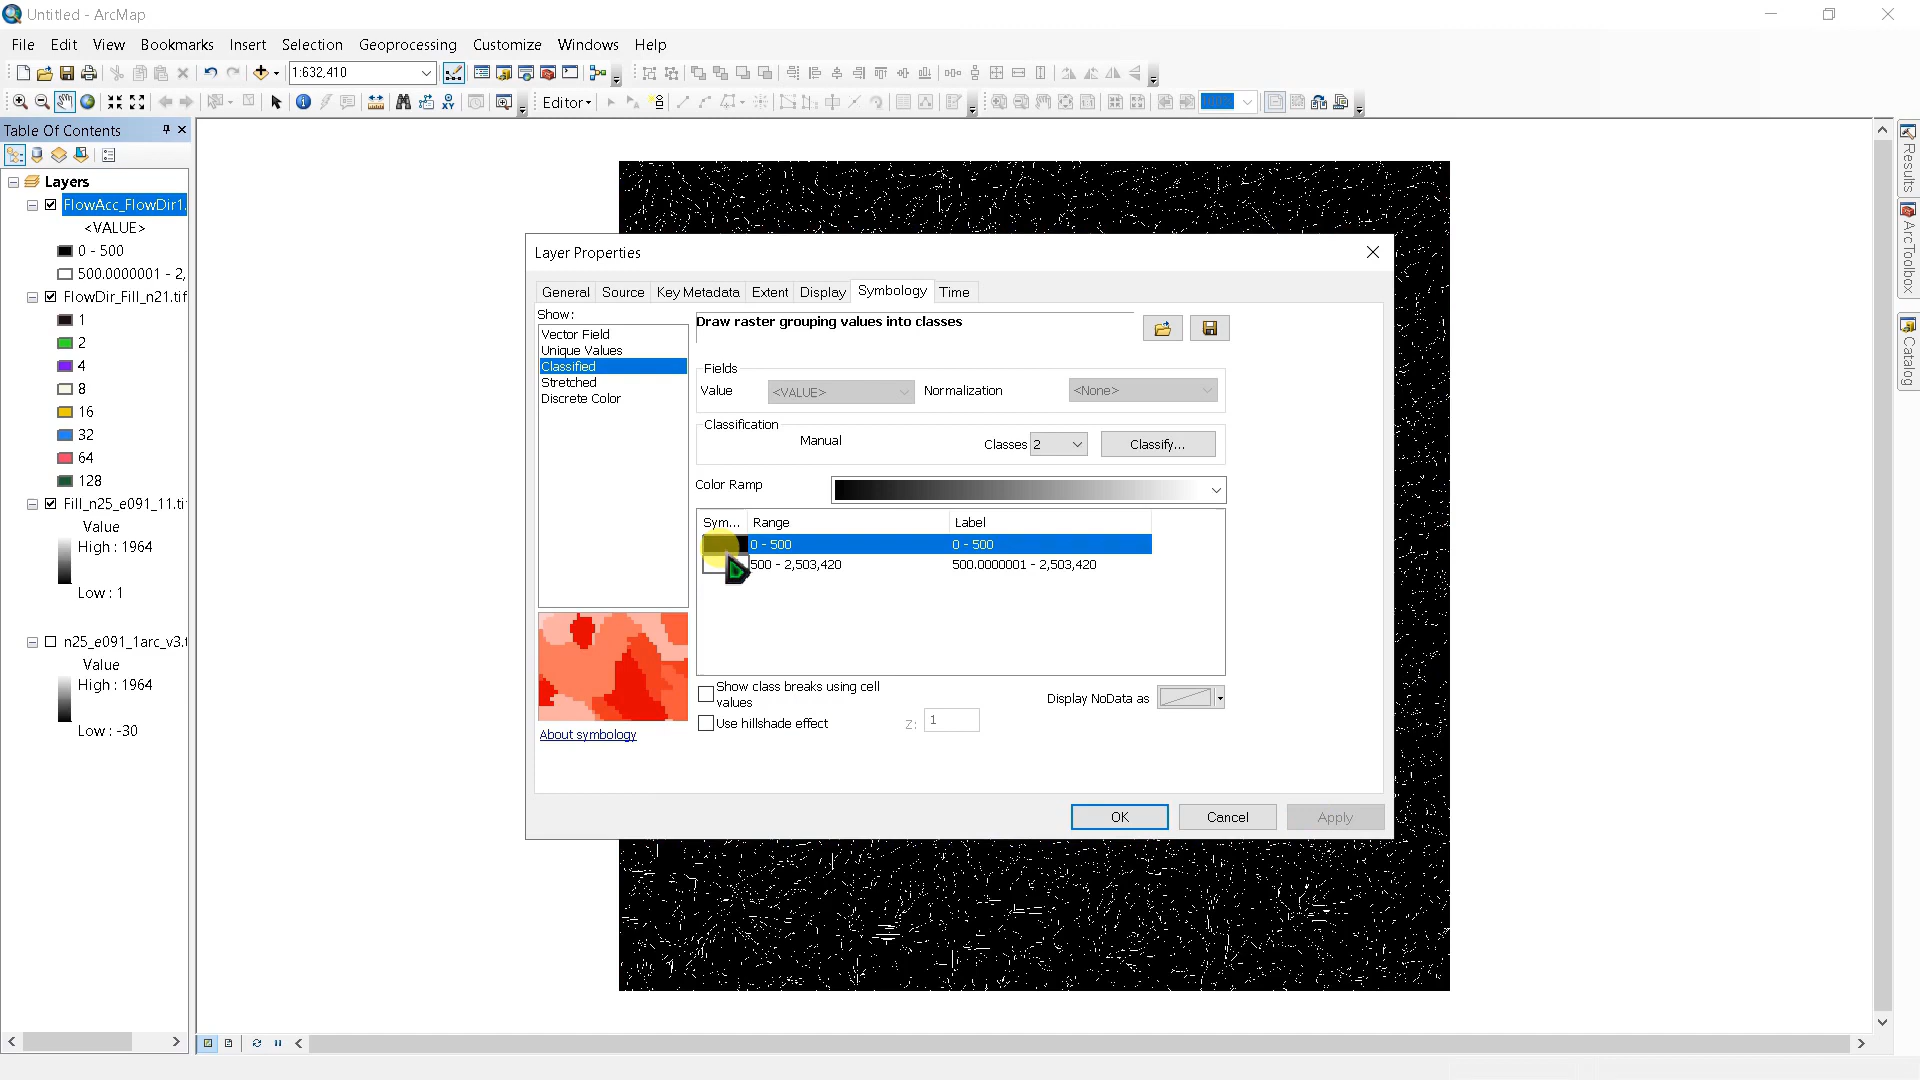 Untitled - ArcMap
File Edit View Bookmarks Insert Selection Geoprocessing Customize Windows Help
1:632,410
Editor
100%
Table Of Contents
Layers
FlowAcc_FlowDir1.
<VALUE>
0 - 500
500.0000001 - 2,
FlowDir_Fill_n21.tif
1
2
4
8
16
32
64
128
Fill_n25_e091_11.tif
Value
High : 1964
Low : 1
n25_e091_1arc_v3.t
Value
High : 1964
Low : -30
Layer Properties
General Source Key Metadata Extent Display Symbology Time
Show:
Vector Field
Unique Values
Classified
Stretched
Discrete Color
About symbology
Draw raster grouping values into classes
Fields
Value <VALUE> Normalization <None>
Classification
Manual Classes 2 Classify...
Color Ramp
Sym... Range Label
0 - 500 0 - 500
500 - 2,503,420 500.0000001 - 2,503,420
Show class breaks using cell
values
Display NoData as
Use hillshade effect Z: 1
OK Cancel Apply
Results
ArcToolbox
Catalog